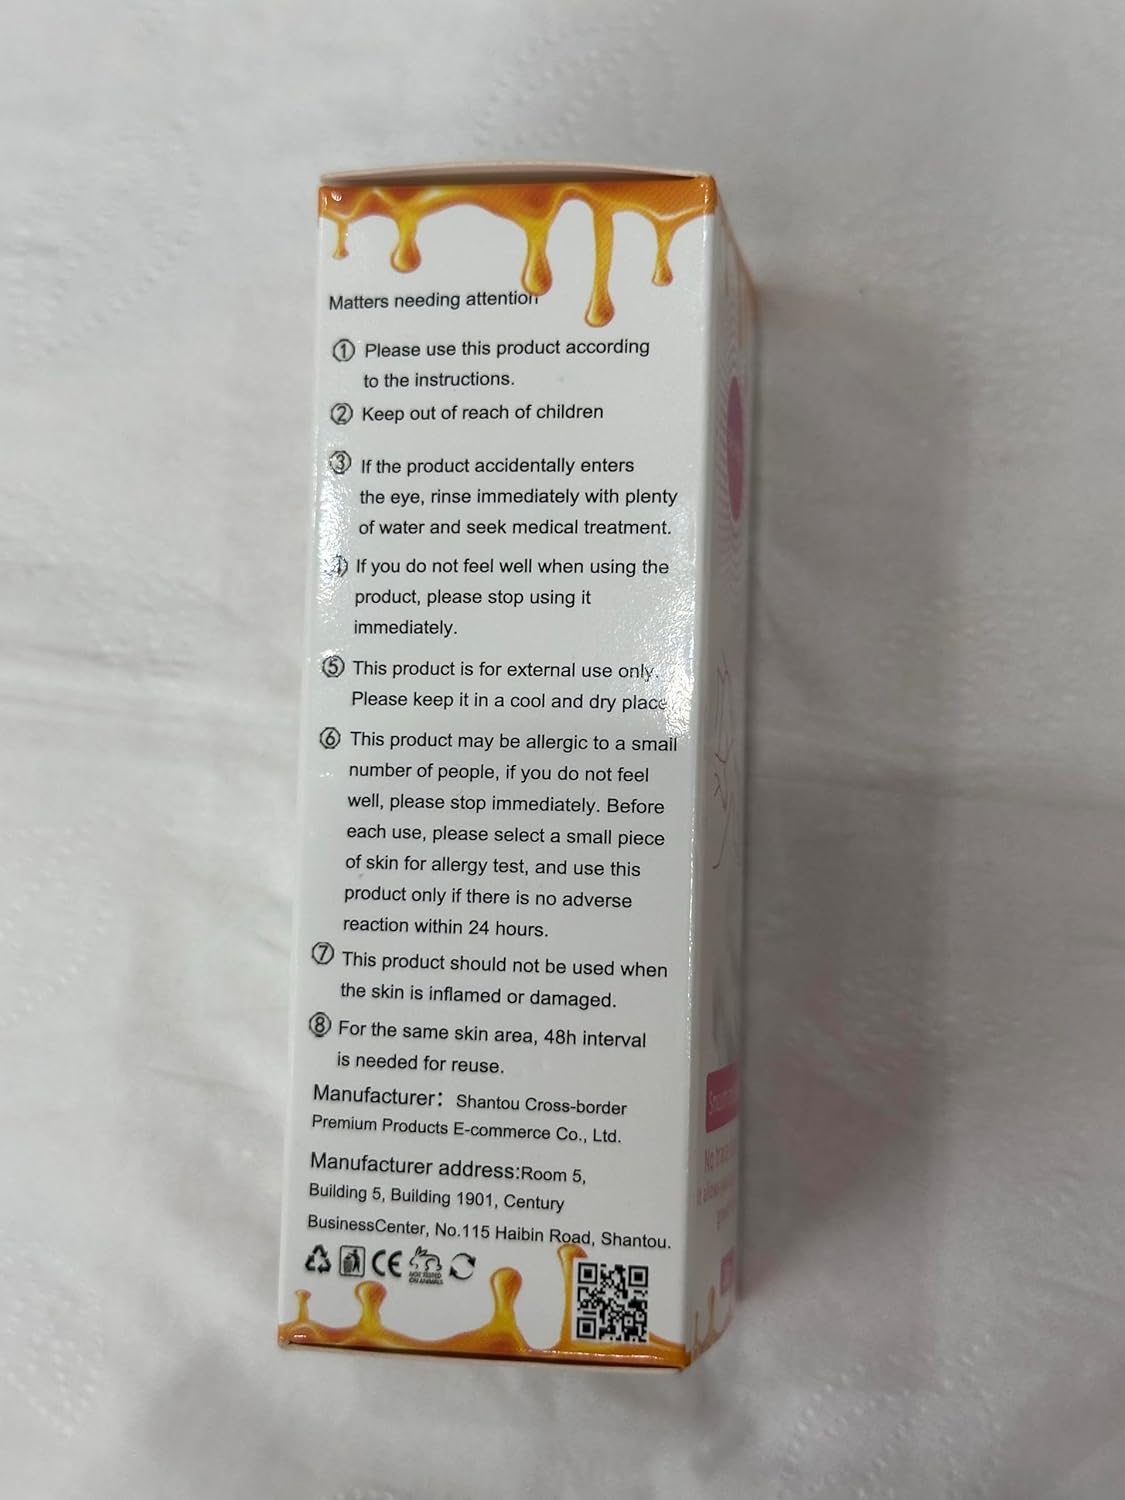 Matters needing attention
① Please use this product according
to the instructions.
② Keep out of reach of children
③ If the product accidentally enters
the eye, rinse immediately with plenty
of water and seek medical treatment.
④ If you do not feel well when using the
product, please stop using it
immediately.
⑤ This product is for external use only.
Please keep it in a cool and dry place
⑥ This product may be allergic to a small
number of people, if you do not feel
well, please stop immediately. Before
each use, please select a small piece
of skin for allergy test, and use this
product only if there is no adverse
reaction within 24 hours.
⑦ This product should not be used when
the skin is inflamed or damaged.
⑧ For the same skin area, 48h interval
is needed for reuse.
Manufacturer: Shantou Cross-border
Premium Products E-commerce Co., Ltd.
Manufacturer address:Room 5,
Building 5, Building 1901, Century
BusinessCenter, No.115 Haibin Road, Shantou.
CE
NOT TESTED
ON ANIMALS
No